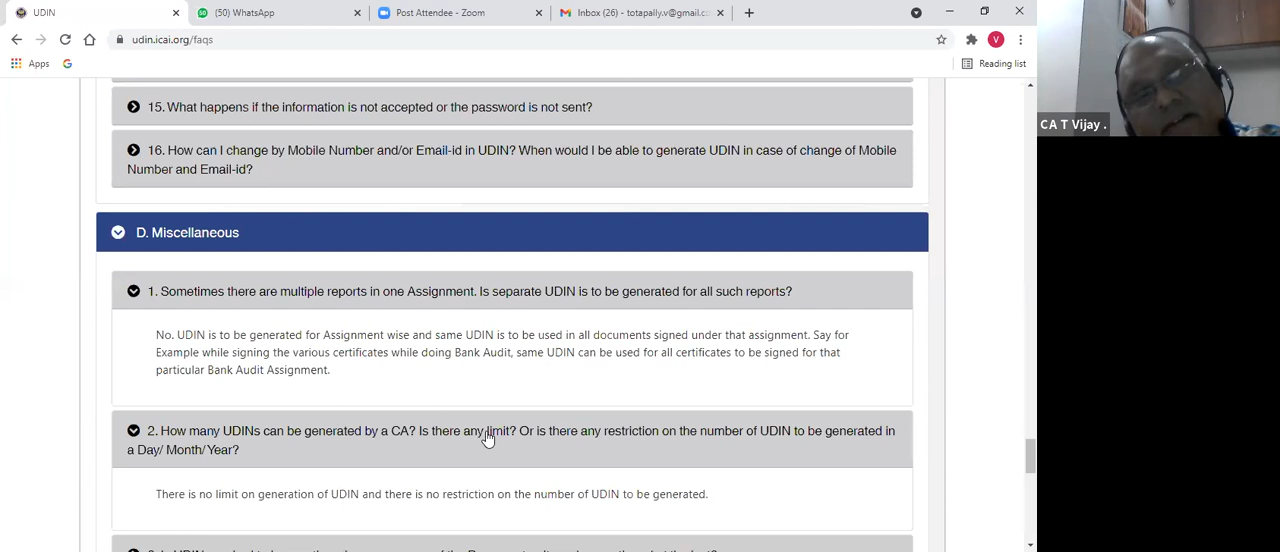 UDIN
(50) WhatsApp
Post Attendee - Zoom
Inbox (26) - totapally.v@gmail.co
udin.icai.org/faqs
V
Apps
G
Reading list
15. What happens if the information is not accepted or the password is not sent?
CA T Vijay .
16. How can I change by Mobile Number and/or Email-id in UDIN? When would I be able to generate UDIN in case of change of Mobile
Number and Email-id?
D. Miscellaneous
1. Sometimes there are multiple reports in one Assignment. Is separate UDIN is to be generated for all such reports?
No. UDIN is to be generated for Assignment wise and same UDIN is to be used in all documents signed under that assignment. Say for
Example while signing the various certificates while doing Bank Audit, same UDIN can be used for all certificates to be signed for that
particular Bank Audit Assignment.
2. How many UDINs can be generated by a CA? Is there any limit? Or is there any restriction on the number of UDIN to be generated in
a Day/ Month/ Year?
There is no limit on generation of UDIN and there is no restriction on the number of UDIN to be generated.